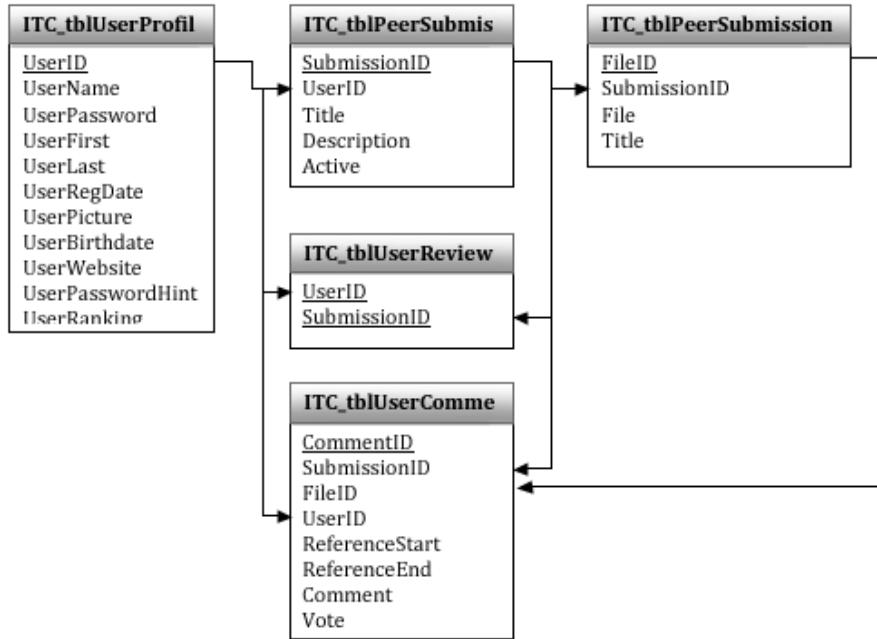 ITC_tblUserProfil
UserID
UserName
UserPassword
UserFirst
UserLast
UserRegDate
UserPicture
UserBirthdate
UserWebsite
UserPasswordHint
UserRanking
ITC_tblPeerSubmis
SubmissionID
UserID
Title
Description
Active
ITC_tblPeerSubmission
FileID
SubmissionID
File
Title
ITC_tblUserReview
UserID
SubmissionID
ITC_tblUserComme
CommentID
SubmissionID
FileID
UserID
ReferenceStart
ReferenceEnd
Comment
Vote